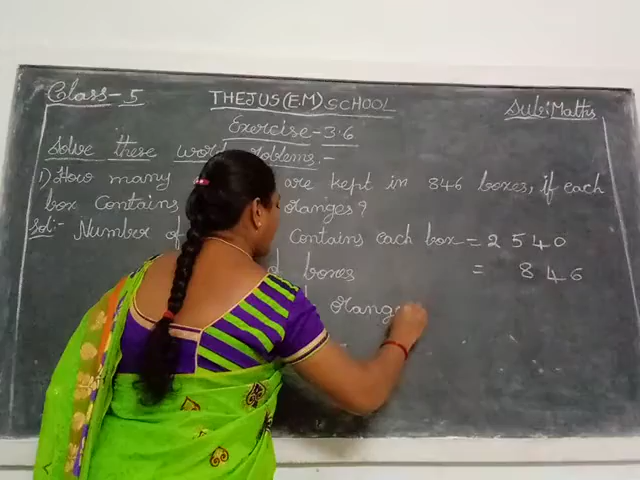 Class-5 THEJUS(E.M) SCHOOL Sub:Maths
Exercise-3.6
Solve these word problems:-
1) How many are kept in 846 boxes, if each
box contains oranges?
Sol:- Number of contains each box = 2540
of boxes = 846
orang